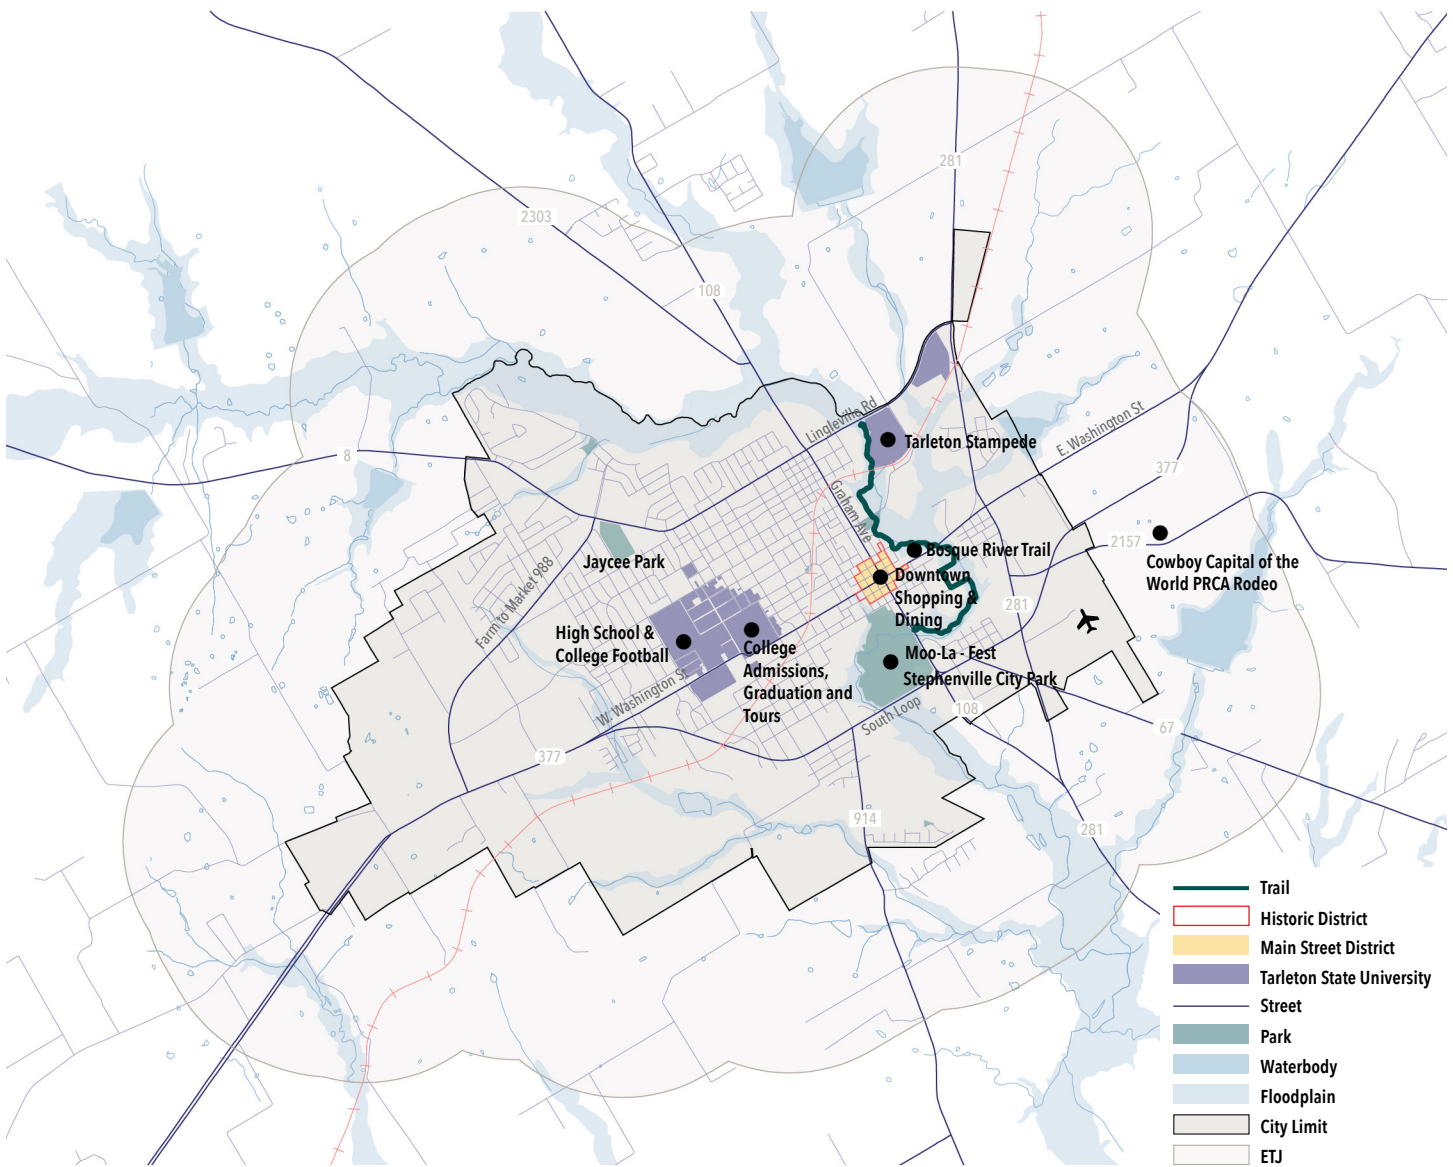 281
2303
108
Lingleville Rd
Tarleton Stampede
E. Washington St
8
377
Graham Ave
2157
Bosque River Trail
Cowboy Capital of the
World PRCA Rodeo
Jaycee Park
Farm to Market 988
Downtown
Shopping &
Dining
281
High School &
College Football
College
Admissions,
Graduation and
Tours
Moo-La - Fest
Stephenville City Park
W. Washington St
South Loop
108
67
377
914
281
Trail
Historic District
Main Street District
Tarleton State University
Street
Park
Waterbody
Floodplain
City Limit
ETJ